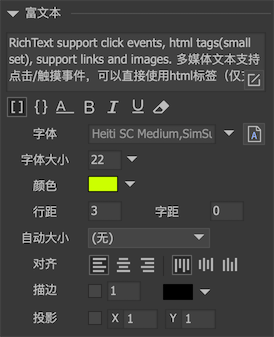 富文本
RichText support click events, html tags(small
set), support links and images. 多媒体文本支持
点击/触摸事件，可以直接使用html标签（仅
[ ] { } A B I U
字体 Heiti SC Medium,SimSu A
字体大小 22
颜色
行距 3 字距 0
自动大小 (无)
对齐
描边 1
投影 X 1 Y 1